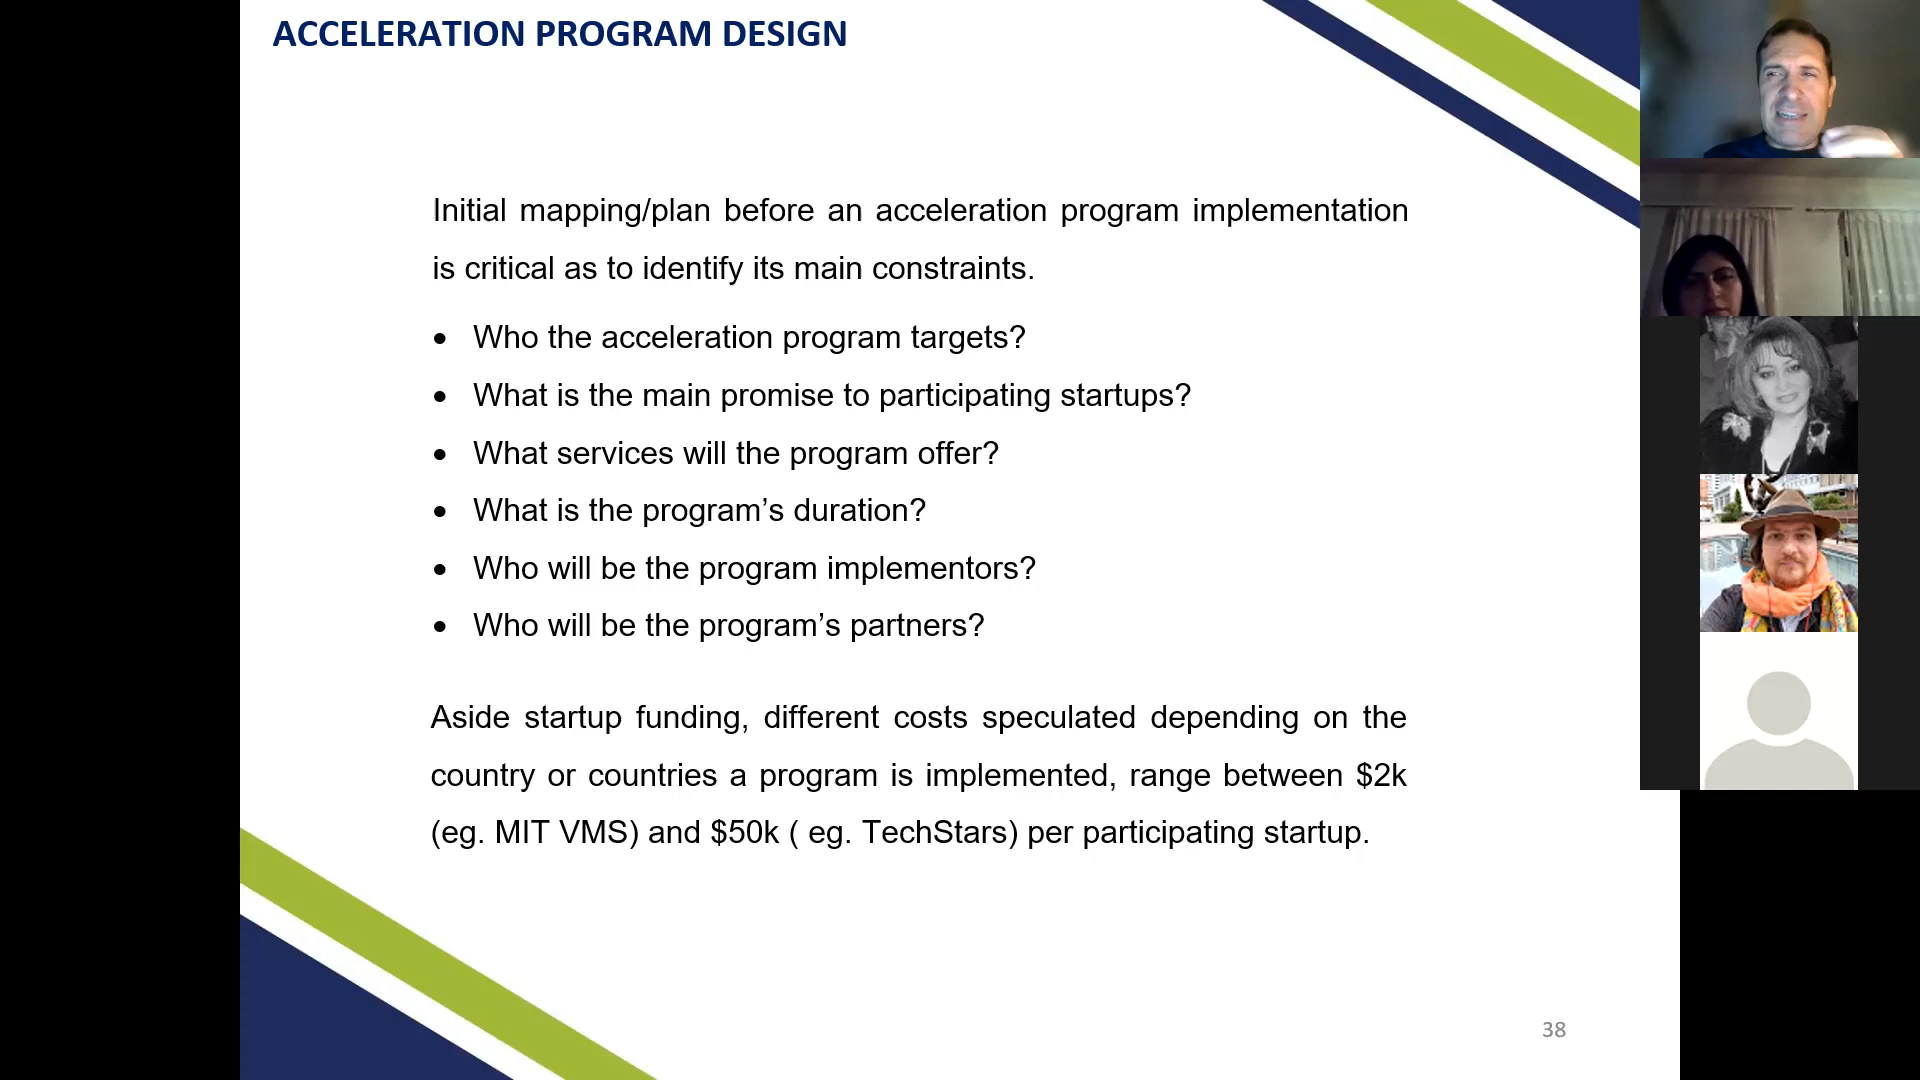 ACCELERATION PROGRAM DESIGN
Initial mapping/plan before an acceleration program implementation
is critical as to identify its main constraints.
• Who the acceleration program targets?
• What is the main promise to participating startups?
• What services will the program offer?
• What is the program’s duration?
• Who will be the program implementors?
• Who will be the program’s partners?
Aside startup funding, different costs speculated depending on the
country or countries a program is implemented, range between $2k
(eg. MIT VMS) and $50k ( eg. TechStars) per participating startup.
38